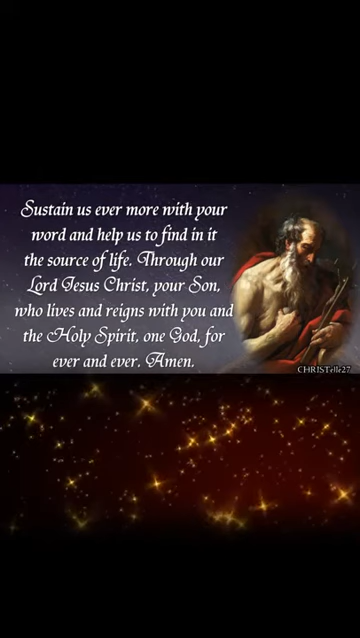 Sustain us ever more with your
word and help us to find in it
the source of life. Through our
Lord Jesus Christ, your Son,
who lives and reigns with you and
the Holy Spirit, one God, for
ever and ever. Amen.
CHRISTelle27